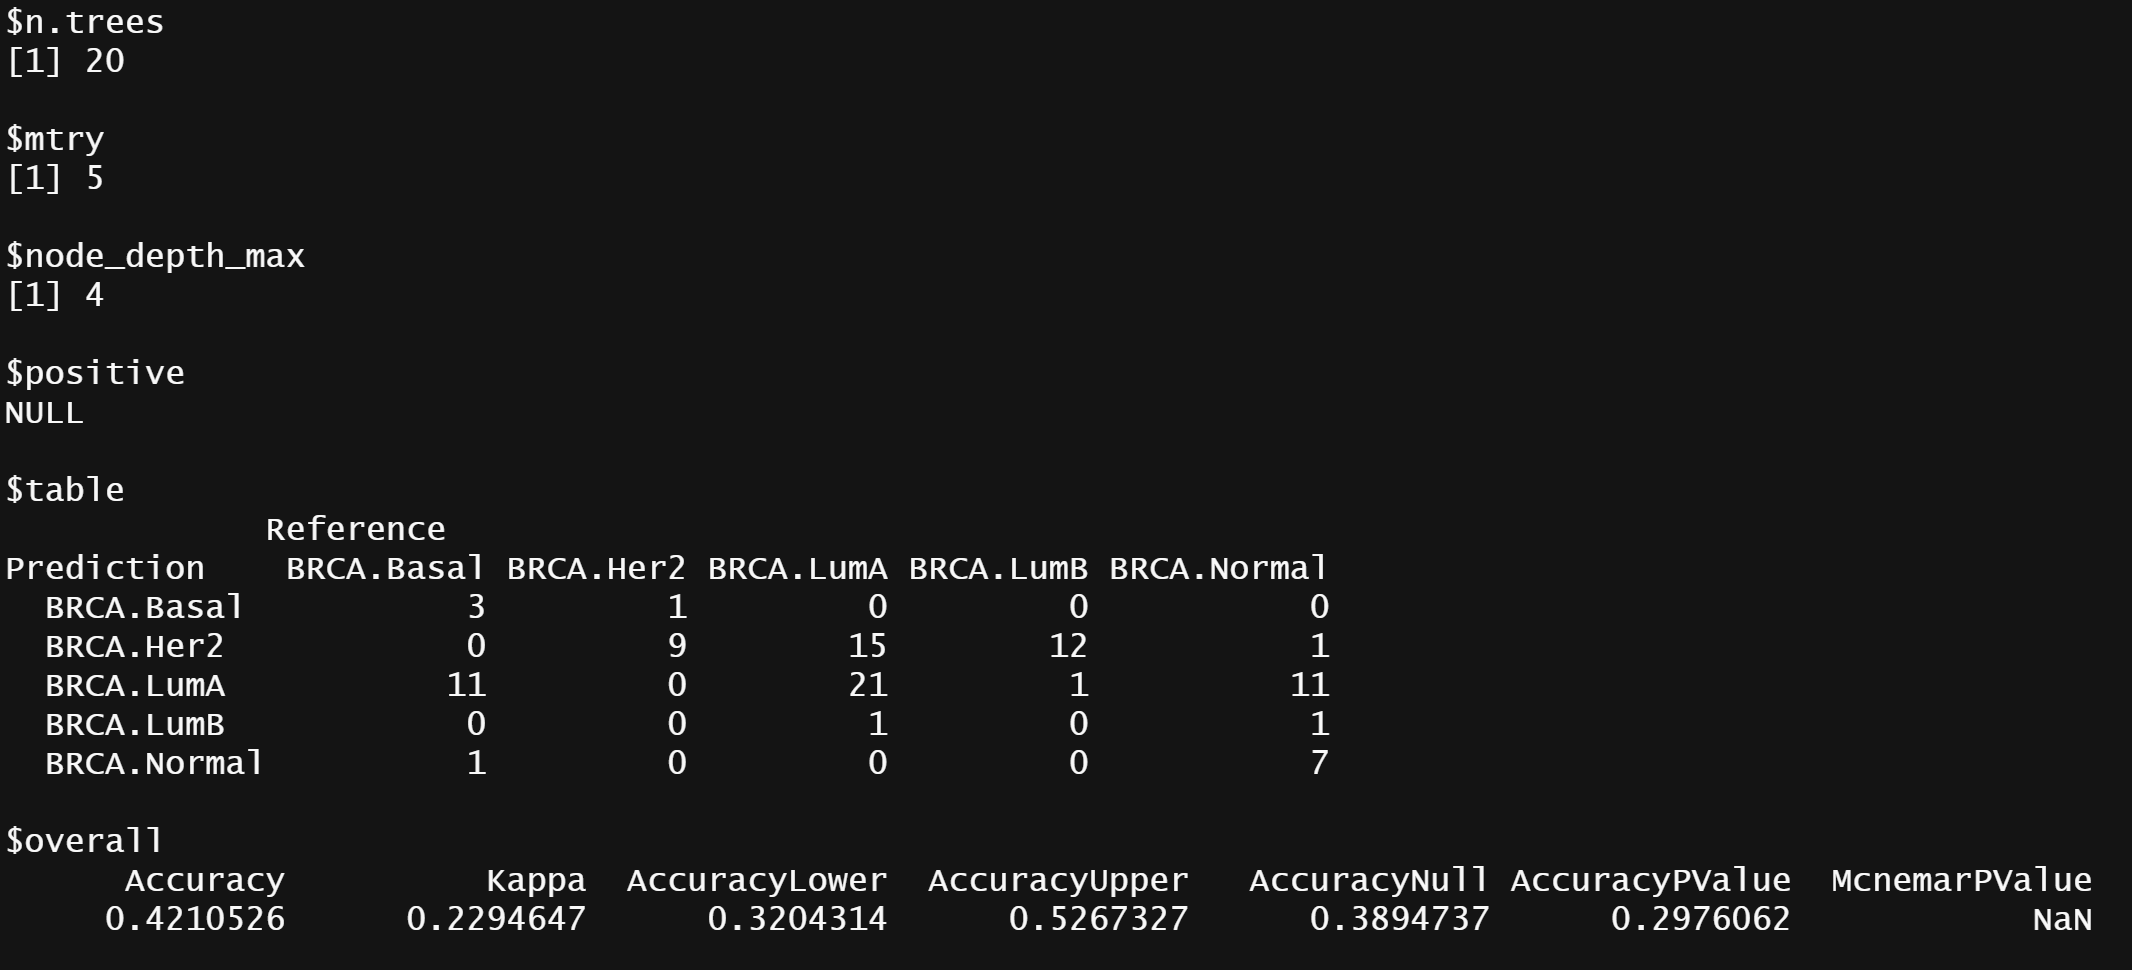 $n.trees
[1] 20
$mtry
[1] 5
$node_depth_max
[1] 4
$positive
NULL
$table
Reference
Prediction BRCA.Basal BRCA.Her2 BRCA.LumA BRCA.LumB BRCA.Normal
BRCA.Basal 3 1 0 0 0
BRCA.Her2 0 9 15 12 1
BRCA.LumA 11 0 21 1 11
BRCA.LumB 0 0 1 0 1
BRCA.Normal 1 0 0 0 7
$overall
Accuracy Kappa AccuracyLower AccuracyUpper AccuracyNull AccuracyPValue McnemarPValue
0.4210526 0.2294647 0.3204314 0.5267327 0.3894737 0.2976062 NaN